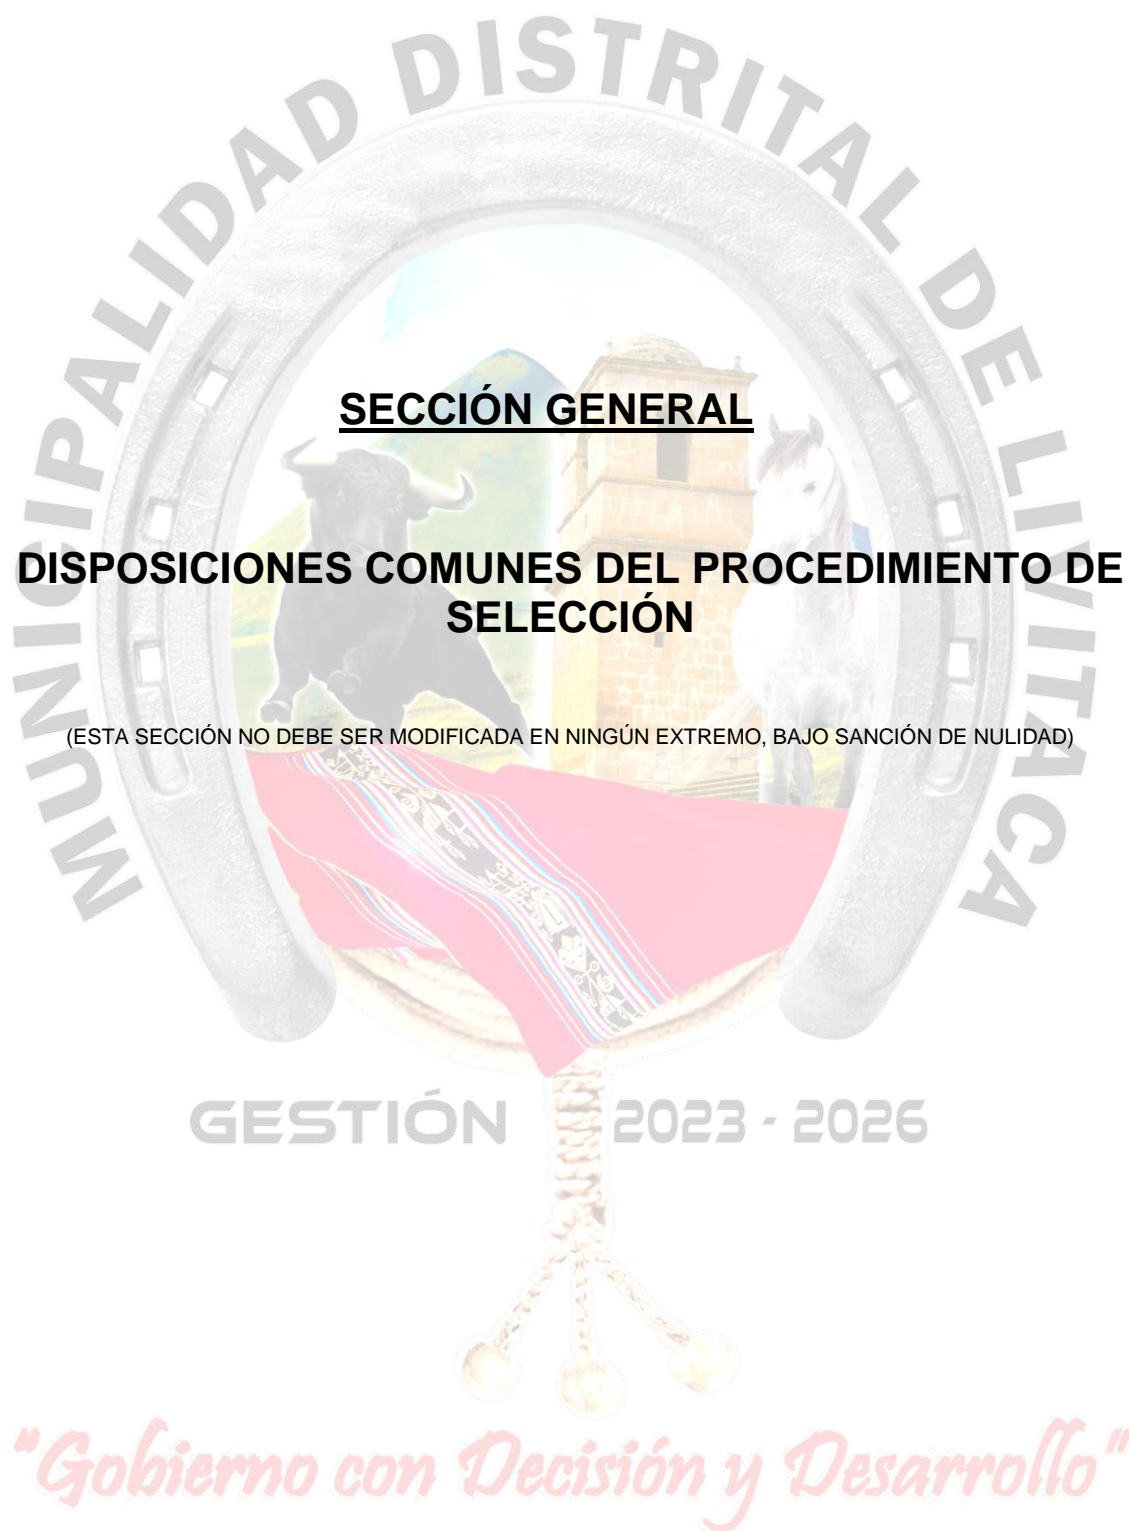 MUNICIPALIDAD DISTRITAL DE LIVITACA
SECCIÓN GENERAL
DISPOSICIONES COMUNES DEL PROCEDIMIENTO DE
SELECCIÓN
(ESTA SECCIÓN NO DEBE SER MODIFICADA EN NINGÚN EXTREMO, BAJO SANCIÓN DE NULIDAD)
GESTIÓN 2023 - 2026
"Gobierno con Decisión y Desarrollo"